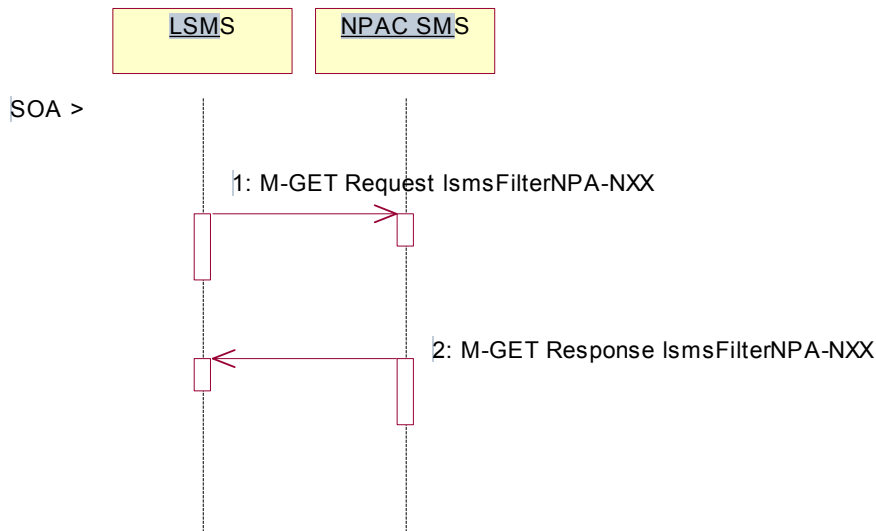 LSMS
NPAC SMS
SOA >
1: M-GET Request lsmsFilterNPA-NXX
2: M-GET Response lsmsFilterNPA-NXX